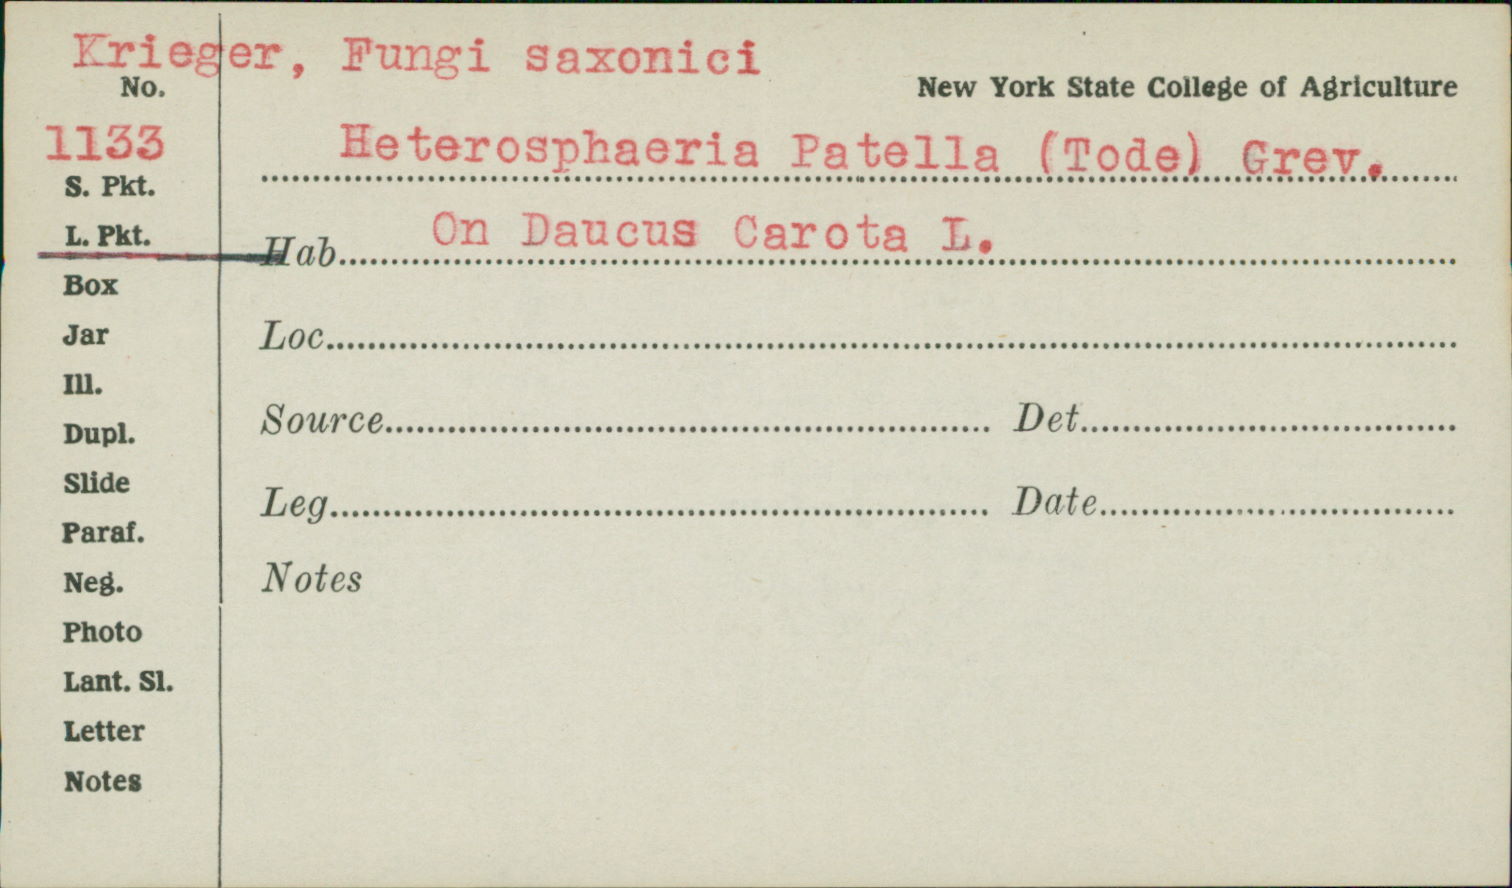 Krieger, Fungi saxonici
No.
New York State College of Agriculture
1133
Heterosphaeria Patella (Tode) Grev.
S. Pkt.
L. Pkt.
Hab. On Daucus Carota L.
Box
Jar
Loc.
Ill.
Dupl.
Source Det.
Slide
Leg. Date
Paraf.
Neg.
Notes
Photo
Lant. Sl.
Letter
Notes